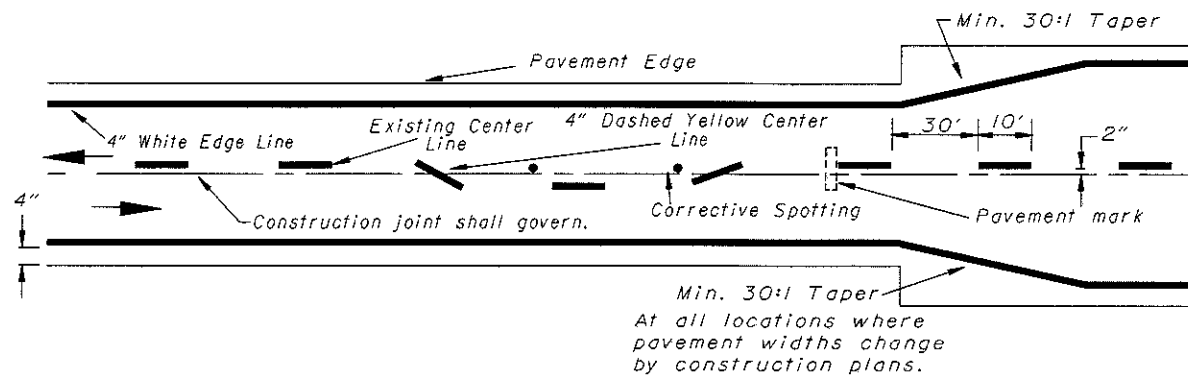 Min. 30:1 Taper
Pavement Edge
4" White Edge Line
Existing Center
Line
4" Dashed Yellow Center
Line
30'
10'
2"
4"
Construction joint shall govern.
Corrective Spotting
Pavement mark
Min. 30:1 Taper
At all locations where
pavement widths change
by construction plans.